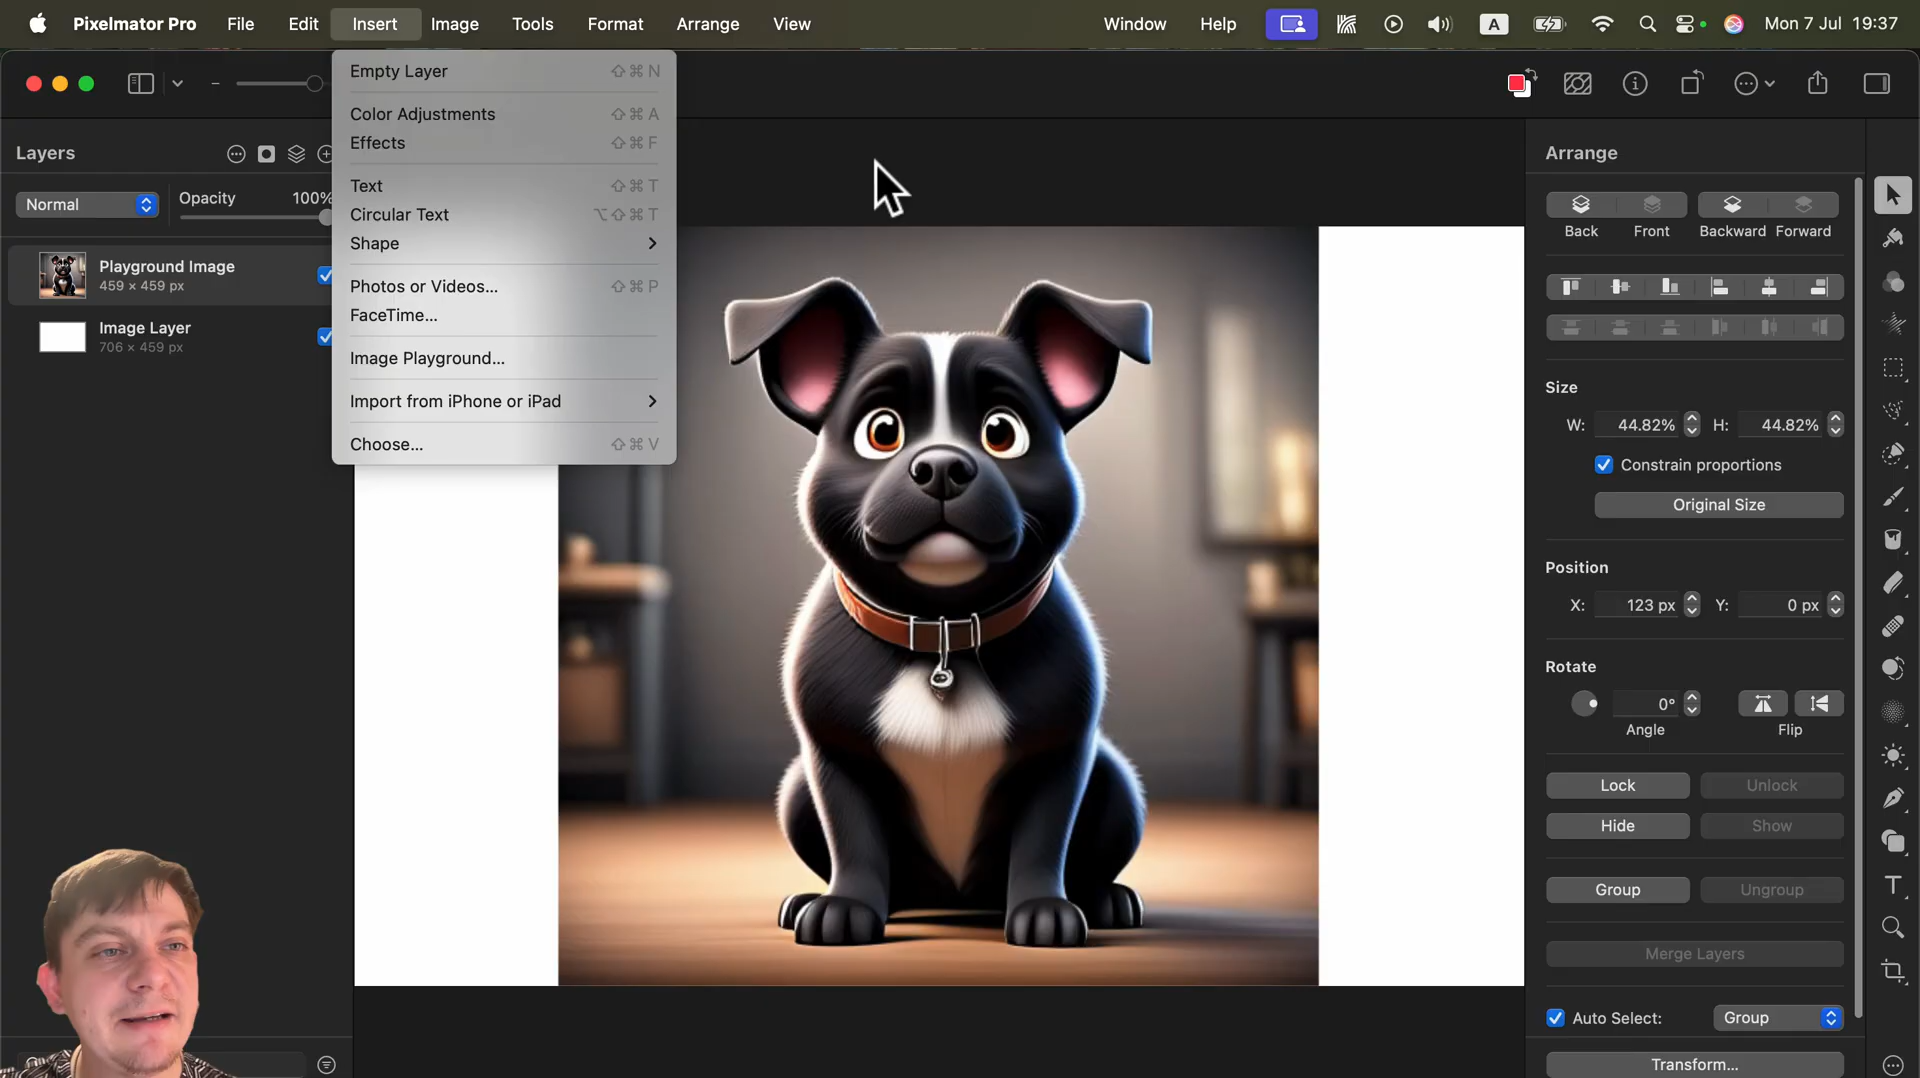 Pixelmator Pro File Edit Insert Image Tools Format Arrange View Window Help A Mon 7 Jul 19:37
Empty Layer ⇧⌘N
Color Adjustments ⇧⌘A
Effects ⇧⌘F
Text ⇧⌘T
Circular Text ⌥⇧⌘T
Shape
Photos or Videos... ⇧⌘P
FaceTime...
Image Playground...
Import from iPhone or iPad
Choose... ⇧⌘V
Layers
Normal Opacity 100%
Playground Image
459 × 459 px
Image Layer
706 × 459 px
Arrange
Back Front Backward Forward
Size
W: 44.82% H: 44.82%
Constrain proportions
Original Size
Position
X: 123 px Y: 0 px
Rotate
0°
Angle Flip
Lock Unlock
Hide Show
Group Ungroup
Merge Layers
Auto Select: Group
Transform...